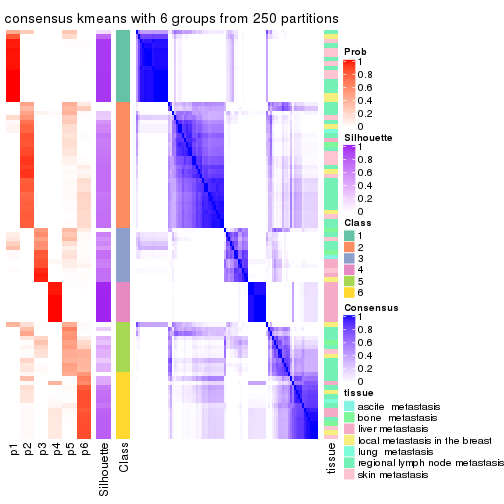 consensus kmeans with 6 groups from 250 partitions
Prob
1
0.8
0.6
0.4
0.2
0
Silhouette
1
0.8
0.6
0.4
0.2
0
Class
1
2
3
4
5
6
Consensus
1
0.8
0.6
0.4
0.2
0
tissue
ascite metastasis
bone metastasis
liver metastasis
local metastasis in the breast
lung metastasis
regional lymph node metastasis
skin metastasis
p1
p2
p3
p4
p5
p6
Silhouette
Class
tissue